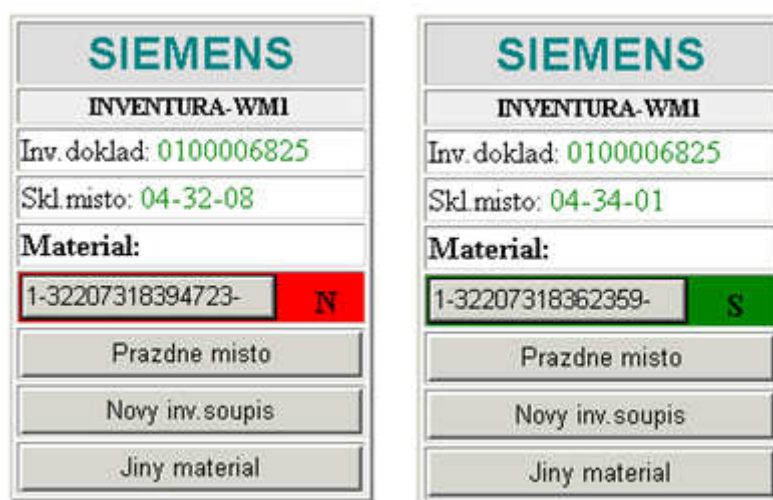 SIEMENS
INVENTURA-WM1
Inv.doklad: 0100006825
Skl.misto: 04-32-08
Material:
1-32207318394723- N
Prazdne misto
Novy inv.soupis
Jiny material
SIEMENS
INVENTURA-WM1
Inv.doklad: 0100006825
Skl.misto: 04-34-01
Material:
1-32207318362359- S
Prazdne misto
Novy inv.soupis
Jiny material